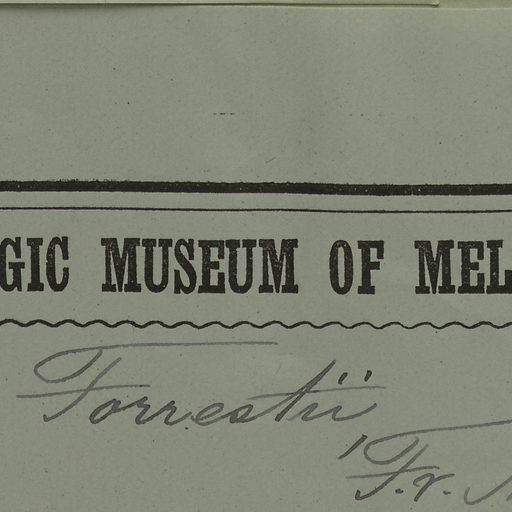 GIC MUSEUM OF MEL
Forrestii
F.v.